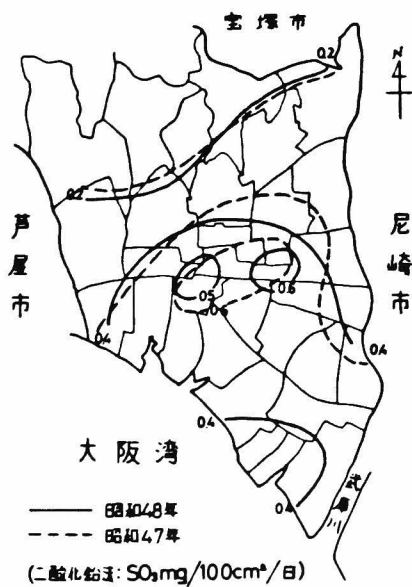 宝塚市
0.2
N
0.2
芦屋市
尼崎市
0.5
0.6
0.6
0.4
0.4
0.4
0.4
大阪湾
武庫川
昭和48年
昭和47年
(二酸化鉛法: SO₃mg/100cm²/日)